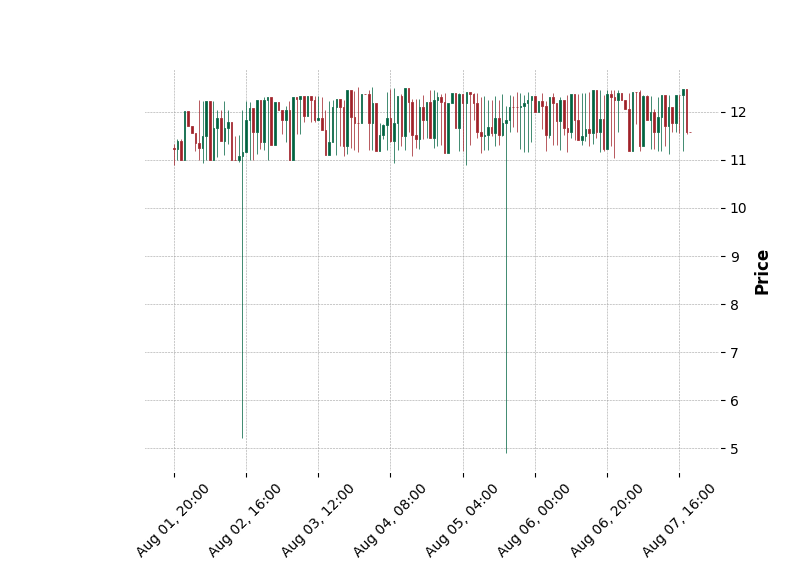 12
11
10
9
8
7
6
5
Price
Aug 01, 20:00
Aug 02, 16:00
Aug 03, 12:00
Aug 04, 08:00
Aug 05, 04:00
Aug 06, 00:00
Aug 06, 20:00
Aug 07, 16:00